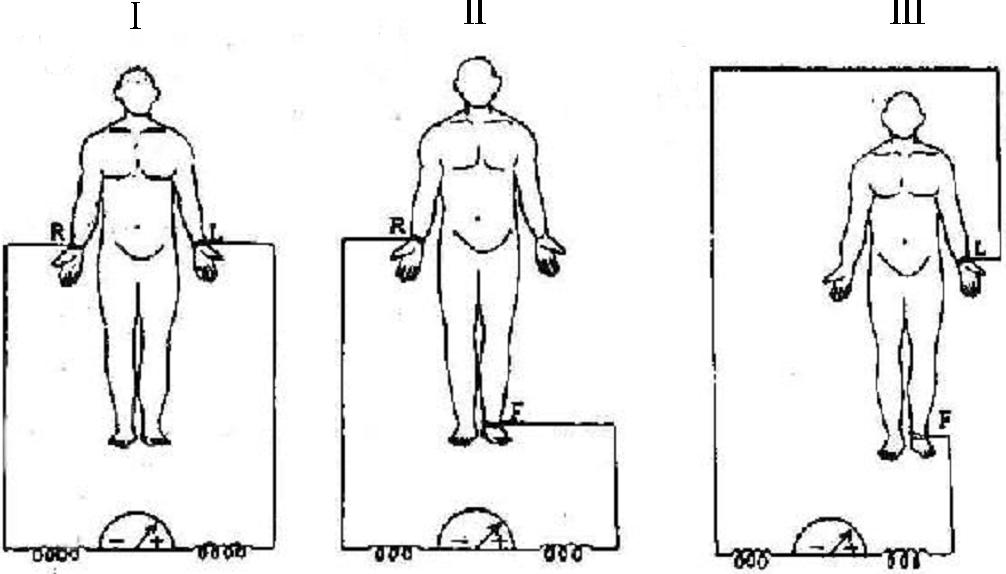 I II III
R L
R F
L
F
- +
- +
- +